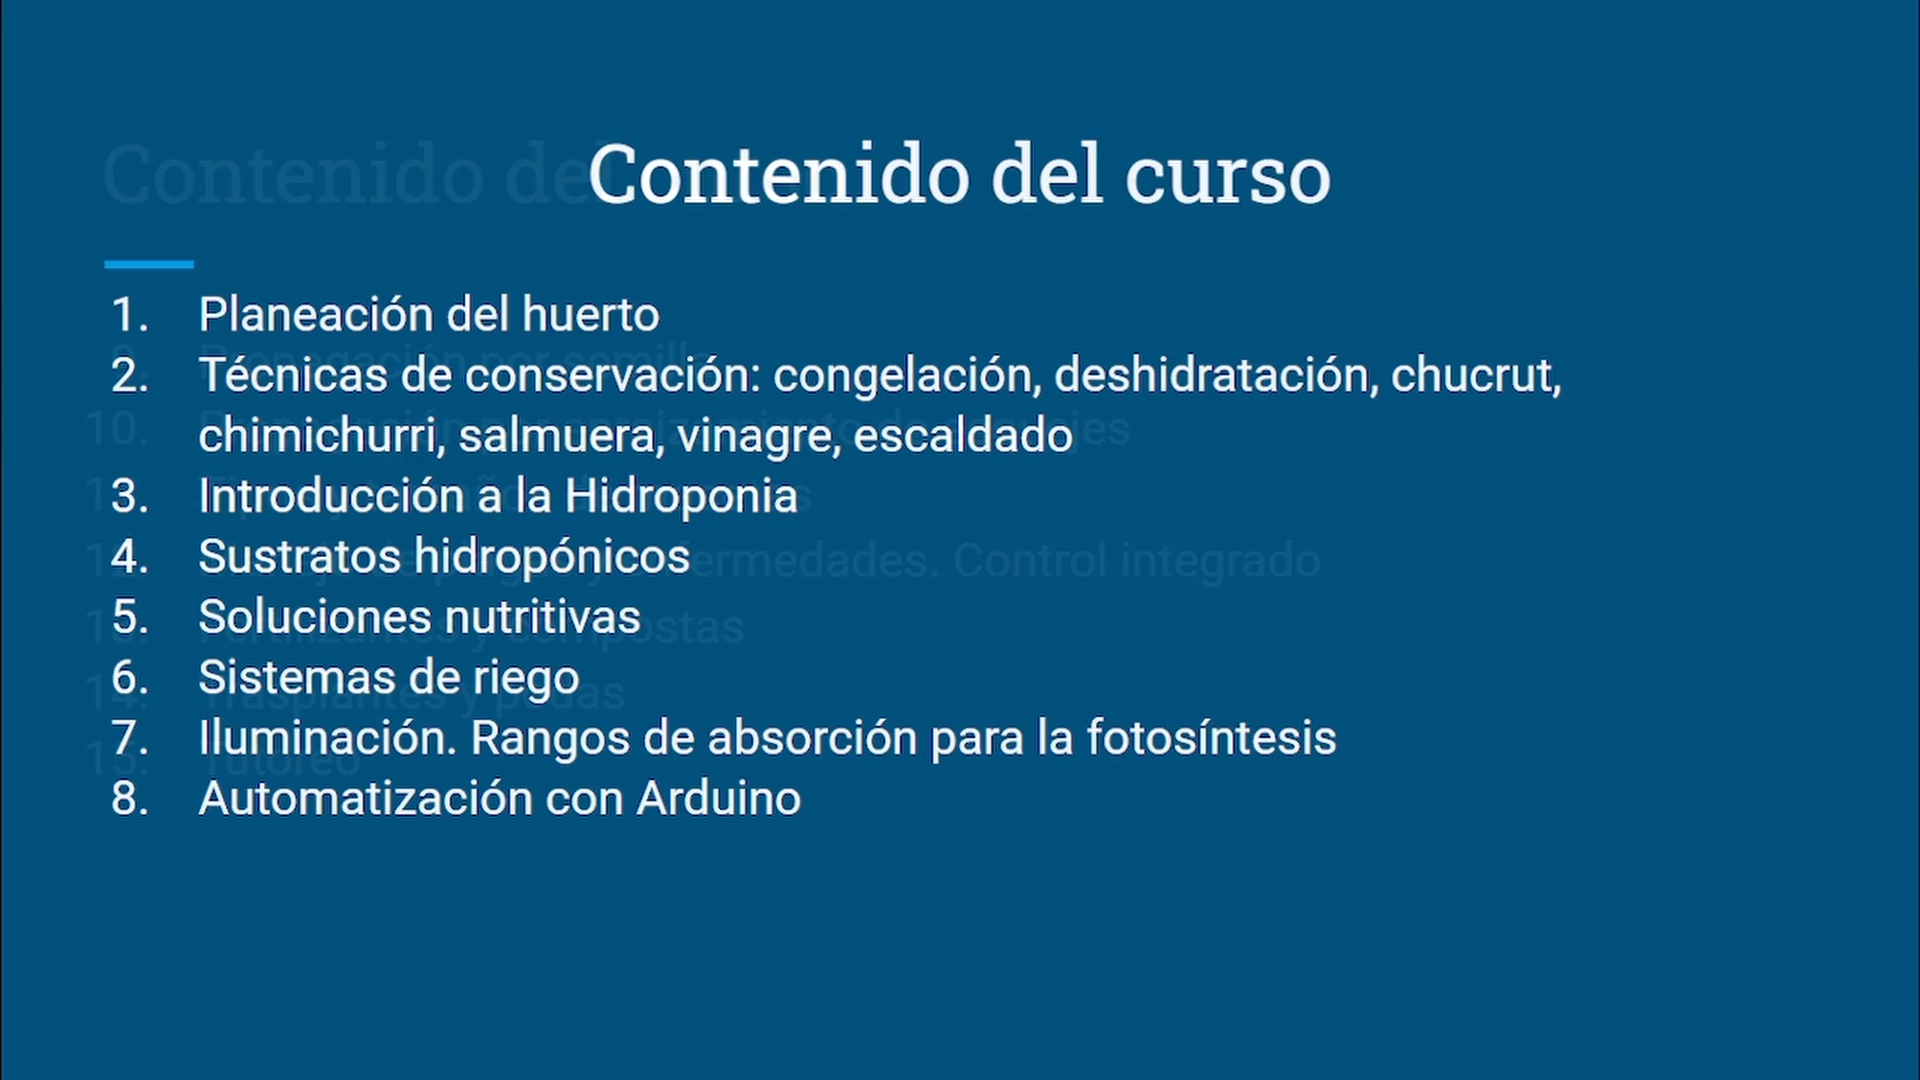 Contenido del curso
1. Planeación del huerto
2. Técnicas de conservación: congelación, deshidratación, chucrut,
chimichurri, salmuera, vinagre, escaldado
3. Introducción a la Hidroponia
4. Sustratos hidropónicos
5. Soluciones nutritivas
6. Sistemas de riego
7. Iluminación. Rangos de absorción para la fotosíntesis
8. Automatización con Arduino